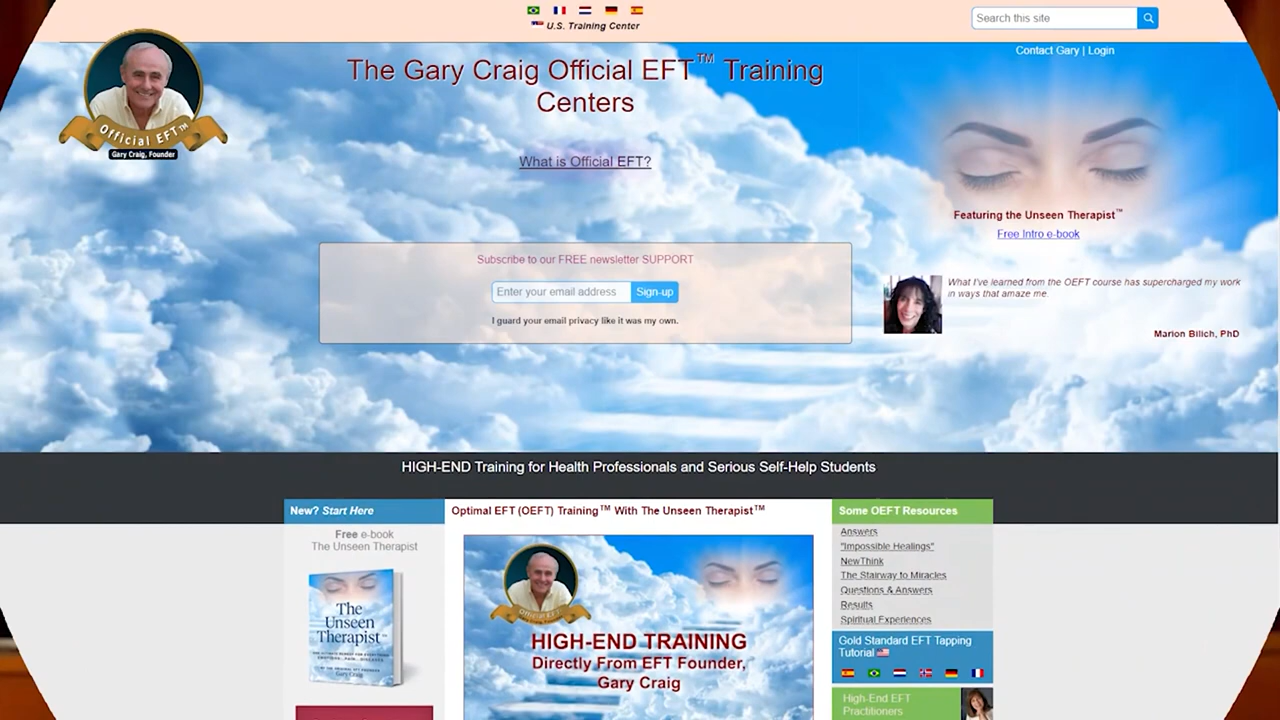 U.S. Training Center
Search this site
Contact Gary | Login
Official EFT™
Gary Craig, Founder
The Gary Craig Official EFT™ Training
Centers
What is Official EFT?
Featuring the Unseen Therapist™
Free Intro e-book
Subscribe to our FREE newsletter SUPPORT
Enter your email address
Sign-up
I guard your email privacy like it was my own.
What I've learned from the OEFT course has supercharged my work
in ways that amaze me.
Marion Bilich, PhD
HIGH-END Training for Health Professionals and Serious Self-Help Students
New? Start Here
Free e-book
The Unseen Therapist
The
Unseen
Therapist™
Gary Craig
Optimal EFT (OEFT) Training™ With The Unseen Therapist™
Official EFT™
HIGH-END TRAINING
Directly From EFT Founder,
Gary Craig
Some OEFT Resources
Answers
"Impossible Healings"
NewThink
The Stairway to Miracles
Questions & Answers
Results
Spiritual Experiences
Gold Standard EFT Tapping
Tutorial
High-End EFT
Practitioners